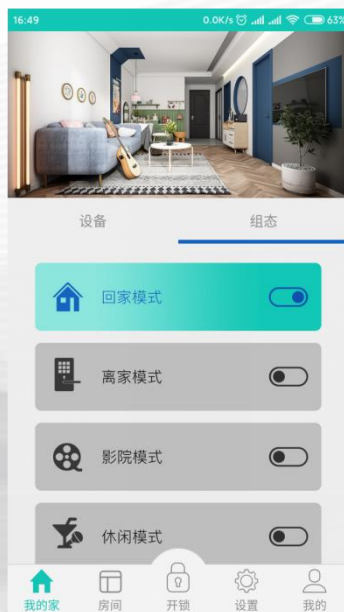 16:49 0.0K/s 63%
设备 组态
回家模式
离家模式
影院模式
休闲模式
我的家 房间 开锁 设置 我的